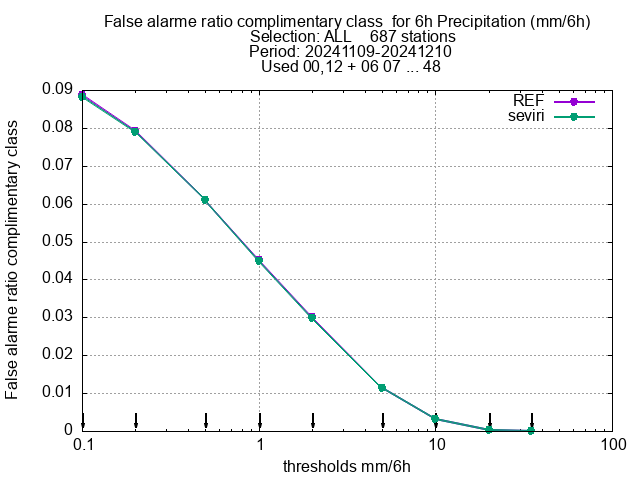 False alarme ratio complimentary class  for 6h Precipitation (mm/6h)
Selection: ALL    687 stations
Period: 20241109-20241210
Used 00,12 + 06 07 ... 48
REF
seviri
False alarme ratio complimentary class
0.09
0.08
0.07
0.06
0.05
0.04
0.03
0.02
0.01
0
0.1 1 10 100
thresholds mm/6h